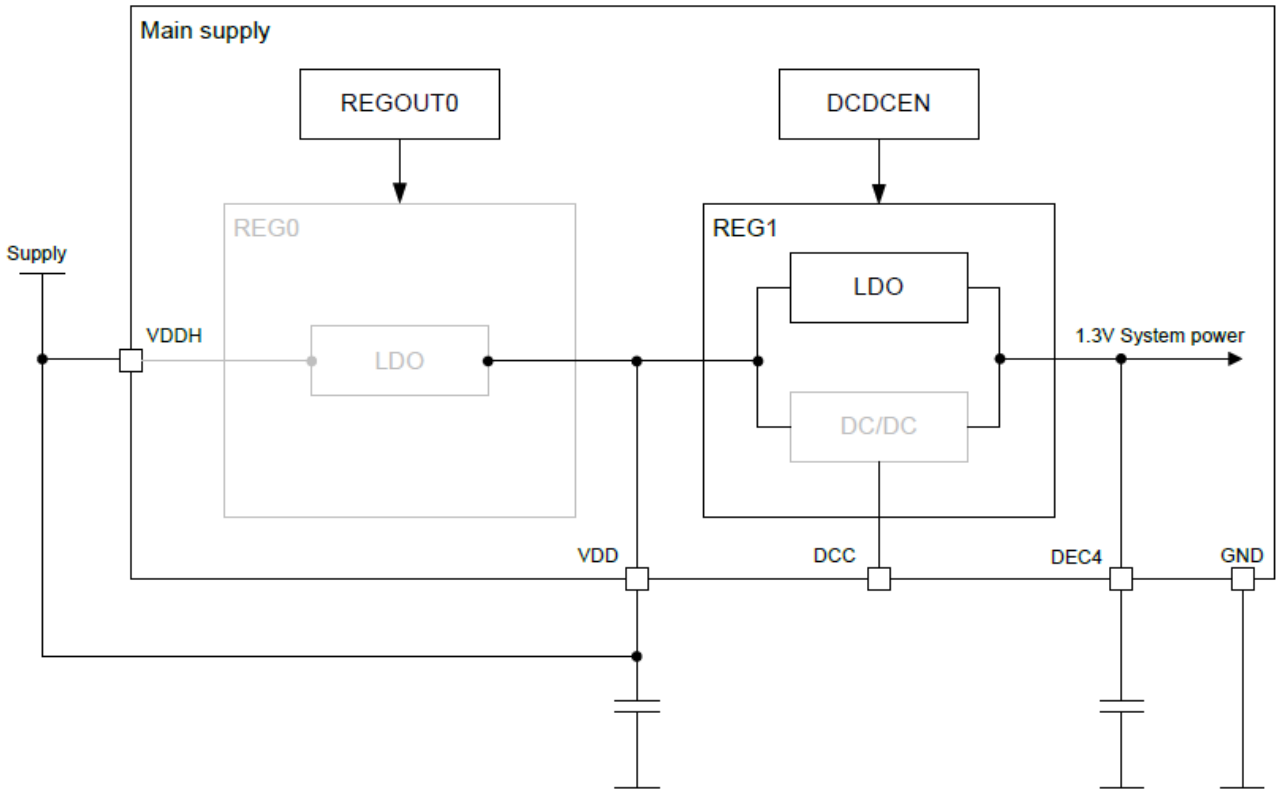 Main supply
REGOUT0
DCDCEN
REG0
REG1
Supply
LDO
VDDH
1.3V System power
LDO
DC/DC
VDD
DCC
DEC4
GND